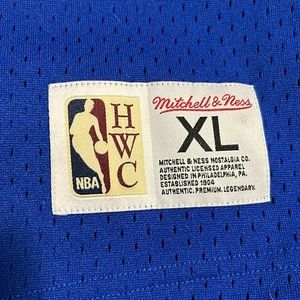 NBA
H
W
C
Mitchell & Ness
XL
MITCHELL & NESS NOSTALGIA CO.
AUTHENTIC LICENSED APPAREL
DESIGNED IN PHILADELPHIA, PA.
ESTABLISHED 1904
AUTHENTIC. PREMIUM. LEGENDARY.